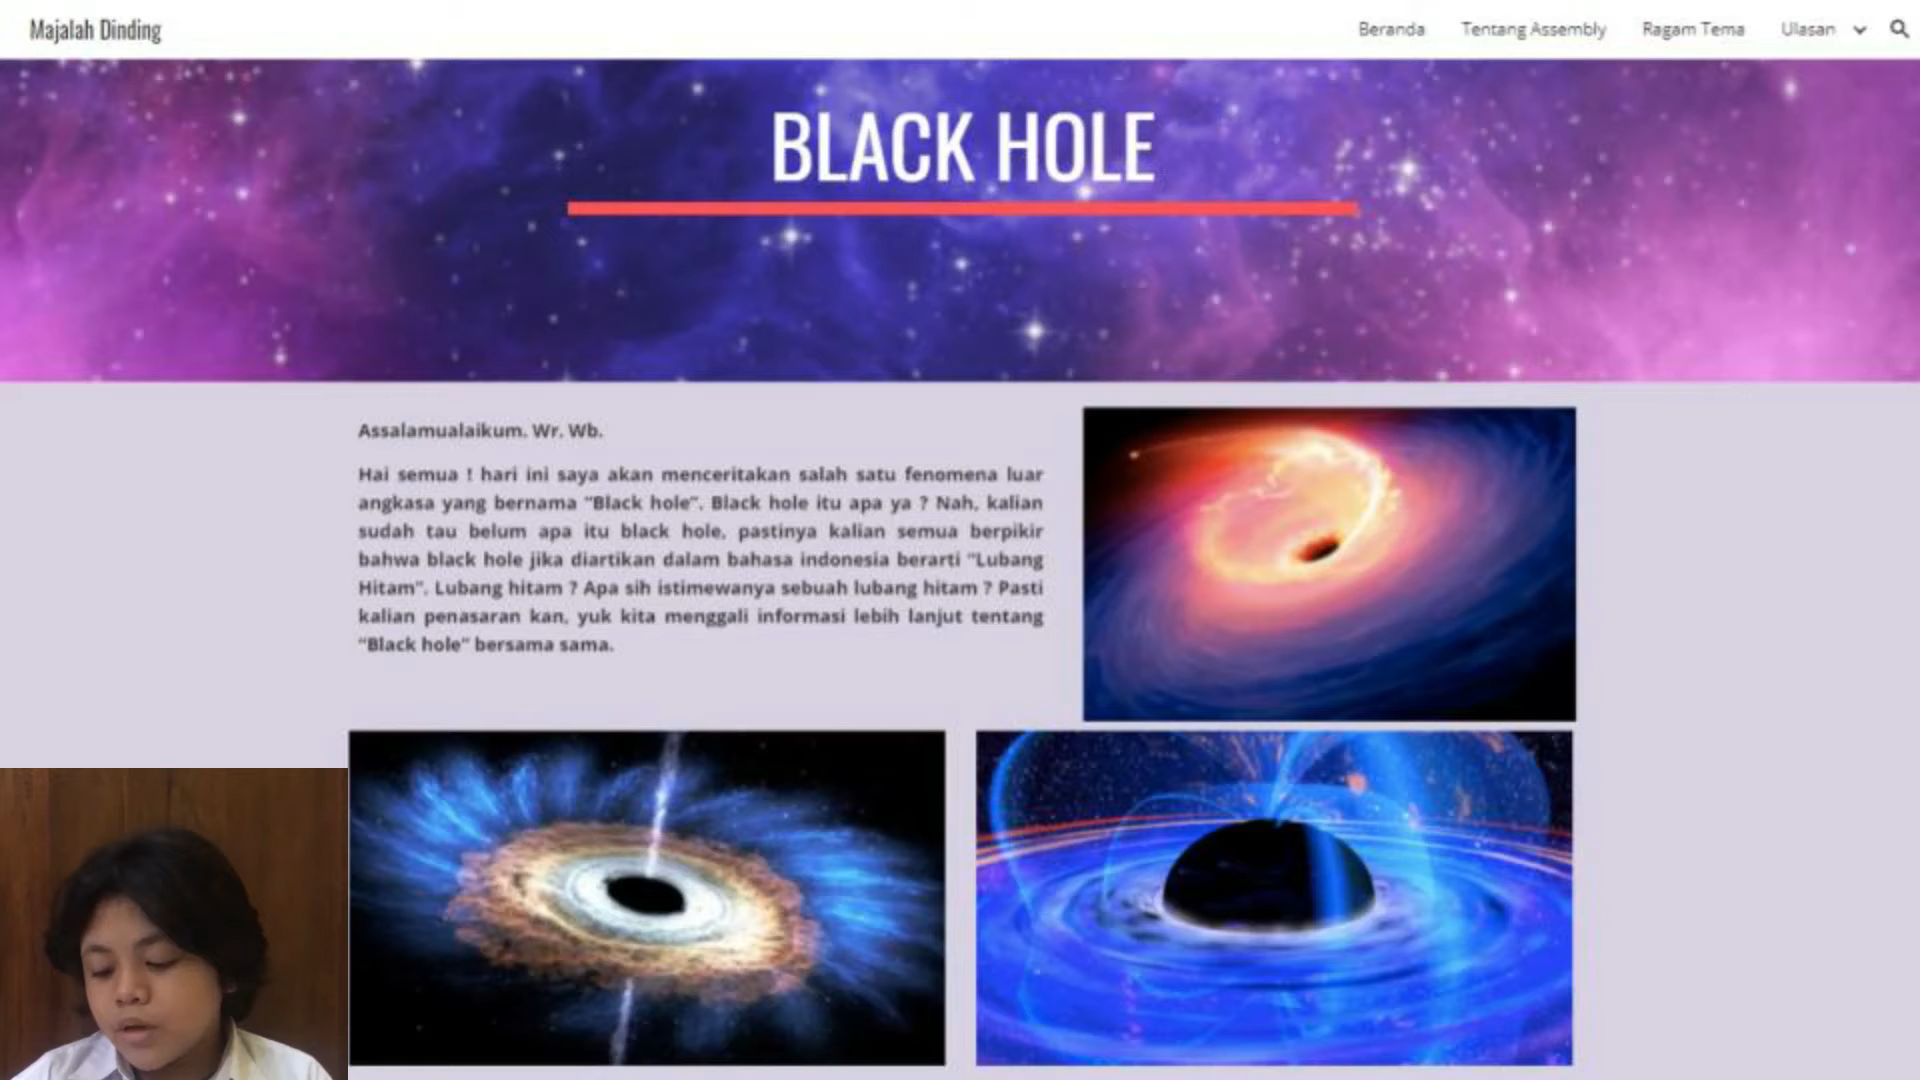 Majalah Dinding
Beranda
Tentang Assembly
Ragam Tema
Ulasan
BLACK HOLE
Assalamualaikum. Wr. Wb.
Hai semua ! hari ini saya akan menceritakan salah satu fenomena luar
angkasa yang bernama “Black hole”. Black hole itu apa ya ? Nah, kalian
sudah tau belum apa itu black hole, pastinya kalian semua berpikir
bahwa black hole jika diartikan dalam bahasa indonesia berarti “Lubang
Hitam”. Lubang hitam ? Apa sih istimewanya sebuah lubang hitam ? Pasti
kalian penasaran kan, yuk kita menggali informasi lebih lanjut tentang
“Black hole” bersama sama.